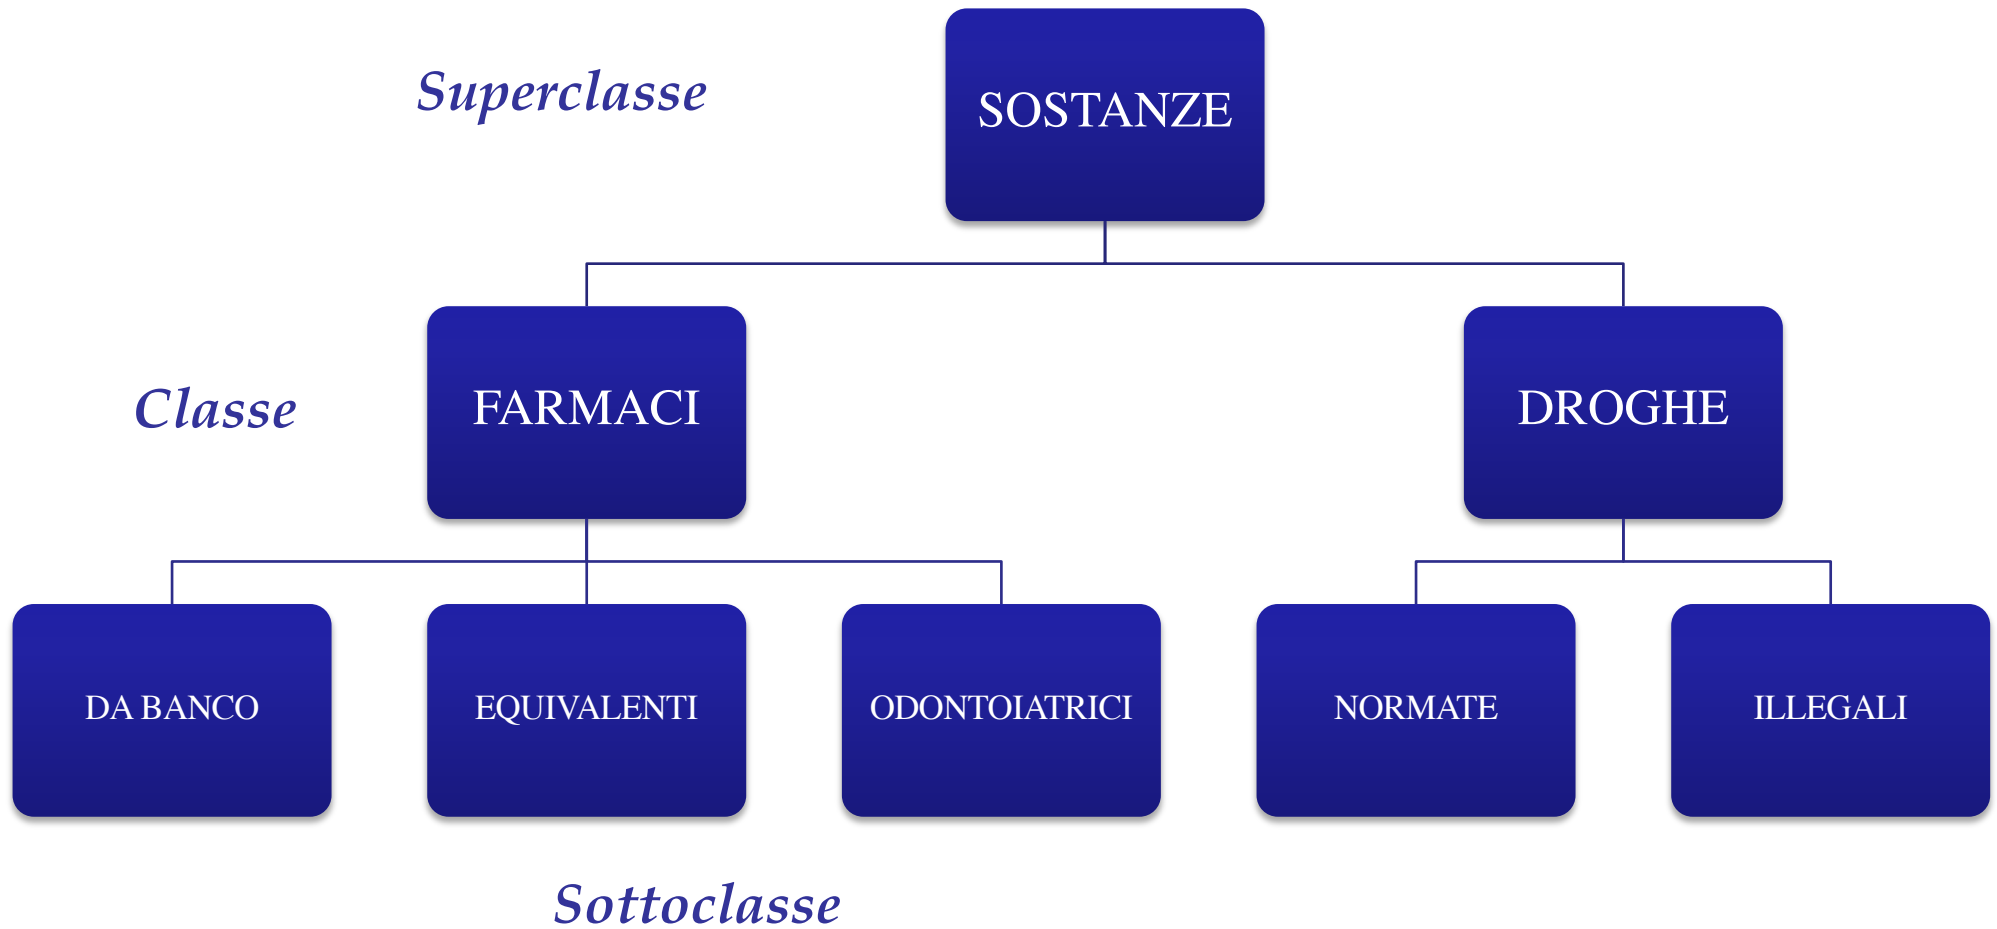 Superclasse
SOSTANZE
Classe
FARMACI
DROGHE
DA BANCO
EQUIVALENTI
ODONTOIATRICI
NORMATE
ILLEGALI
Sottoclasse